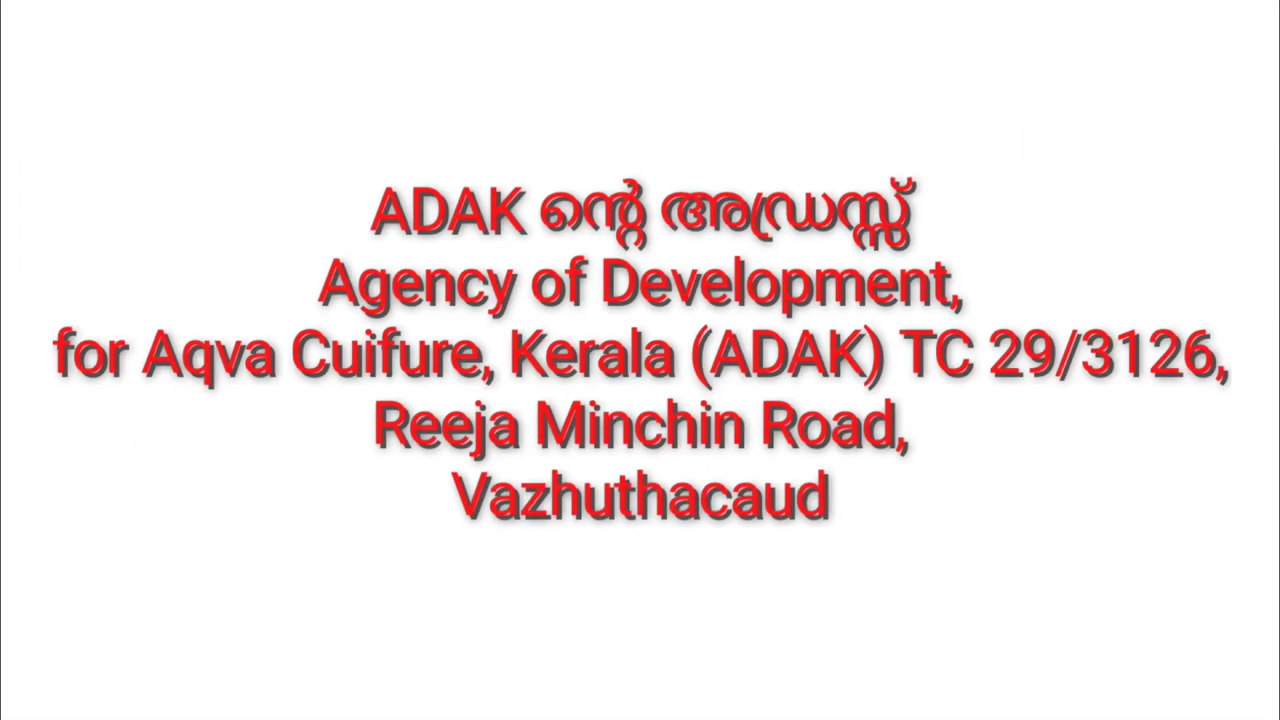 ADAK ന്റെ അഡ്രസ്സ്
Agency of Development,
for Aqva Cuifure, Kerala (ADAK) TC 29/3126,
Reeja Minchin Road,
Vazhuthacaud